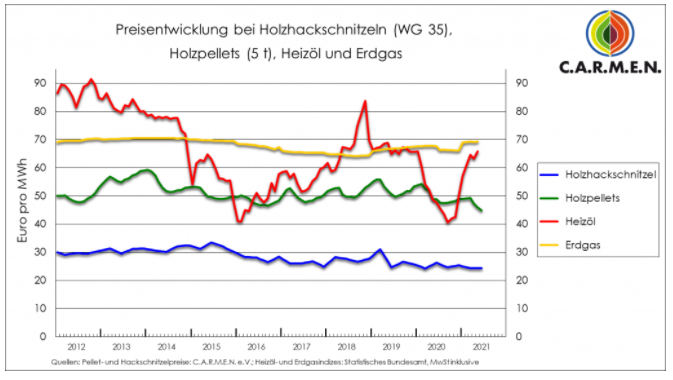 Preisentwicklung bei Holzhackschnitzeln (WG 35),
Holzpellets (5 t), Heizöl und Erdgas
C.A.R.M.E.N.
90
80
70
60
50
40
30
20
10
0
Euro pro MWh
90
80
70
60
50
40
30
20
10
0
Holzhackschnitzel
Holzpellets
Heizöl
Erdgas
2012 2013 2014 2015 2016 2017 2018 2019 2020 2021
Quellen: Pellet- und Hackschnitzelpreise: C.A.R.M.E.N. e.V.; Heizöl- und Erdgasindizes: Statistisches Bundesamt, MwStinklusive